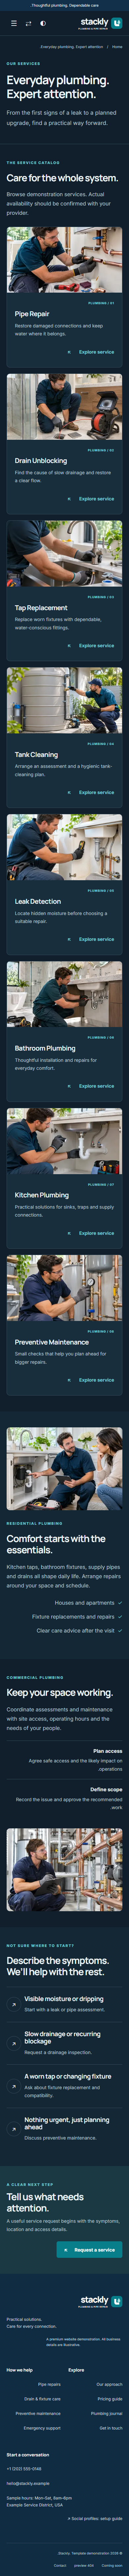 .Thoughtful plumbing. Dependable care
stackly
PLUMBING & PIPE REPAIR
Everyday plumbing. Expert attention / Home
OUR SERVICES
Everyday plumbing.
Expert attention.
From the first signs of a leak to a planned
upgrade, find a practical way forward.
THE SERVICE CATALOG
Care for the whole system.
Browse demonstration services. Actual
availability should be confirmed with your
provider.
PLUMBING / 01
Pipe Repair
Restore damaged connections and keep
water where it belongs.
Explore service
PLUMBING / 02
Drain Unblocking
Find the cause of slow drainage and restore
a clear flow.
Explore service
PLUMBING / 03
Tap Replacement
Replace worn fixtures with dependable,
water-conscious fittings.
Explore service
PLUMBING / 04
Tank Cleaning
Arrange an assessment and a hygienic tank-
cleaning plan.
Explore service
PLUMBING / 05
Leak Detection
Locate hidden moisture before choosing a
suitable repair.
Explore service
PLUMBING / 06
Bathroom Plumbing
Thoughtful installation and repairs for
everyday comfort.
Explore service
PLUMBING / 07
Kitchen Plumbing
Practical solutions for sinks, traps and supply
connections.
Explore service
PLUMBING / 08
Preventive Maintenance
Small checks that help you plan ahead for
bigger repairs.
Explore service
RESIDENTIAL PLUMBING
Comfort starts with the
essentials.
Kitchen taps, bathroom fixtures, supply pipes
and drains all shape daily life. Arrange repairs
around your space and schedule.
Houses and apartments ✓
Fixture replacements and repairs ✓
Clear care advice after the visit ✓
COMMERCIAL PLUMBING
Keep your space working.
Coordinate assessments and maintenance
with site access, operating hours and the
needs of your people.
Plan access
Agree safe access and the likely impact on
.operations
Define scope
Record the issue and approve the recommended
.work
NOT SURE WHERE TO START?
Describe the symptoms.
We'll help with the rest.
Visible moisture or dripping
Start with a leak or pipe assessment.
Slow drainage or recurring
blockage
Request a drainage inspection.
A worn tap or changing fixture
Ask about fixture replacement and
compatibility.
Nothing urgent, just planning
ahead
Discuss preventive maintenance.
A CLEAR NEXT STEP
Tell us what needs
attention.
A useful service request begins with the symptoms,
location and access details.
Request a service
stackly
PLUMBING & PIPE REPAIR
Practical solutions.
Care for every connection.
A premium website demonstration. All business
details are illustrative.
How we help
Pipe repairs
Drain & fixture care
Preventive maintenance
Emergency support
Explore
Our approach
Pricing guide
Plumbing journal
Get in touch
Start a conversation
+1 (202) 555-0148
hello@stackly.example
Sample hours: Mon–Sat, 8am–6pm
Example Service District, USA
Social profiles: setup guide
Contact
preview 404
Coming soon